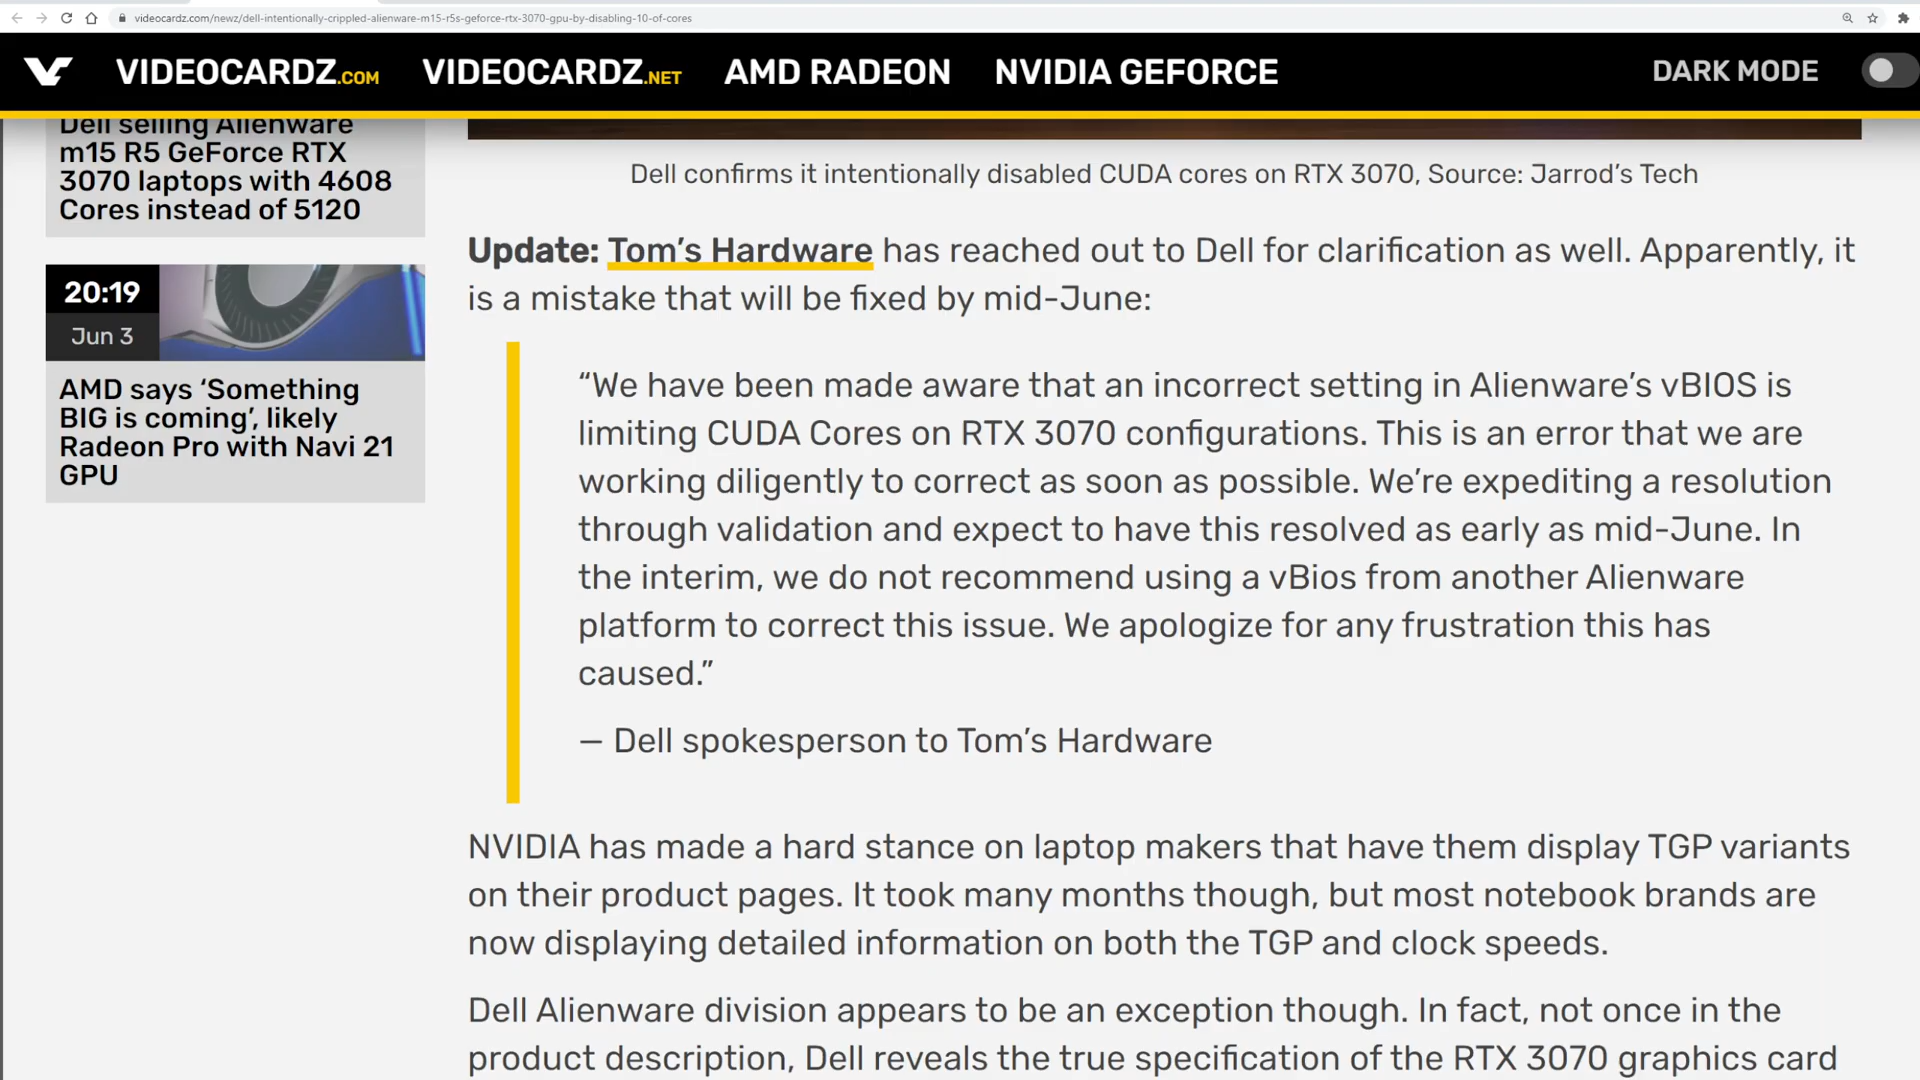 videocardz.com/newz/dell-intentionally-crippled-alienware-m15-r5s-geforce-rtx-3070-gpu-by-disabling-10-of-cores
VIDEOCARDZ.COM VIDEOCARDZ.NET AMD RADEON NVIDIA GEFORCE DARK MODE
Dell selling Alienware
m15 R5 GeForce RTX
3070 laptops with 4608
Cores instead of 5120
20:19
Jun 3
AMD says ‘Something
BIG is coming’, likely
Radeon Pro with Navi 21
GPU
Dell confirms it intentionally disabled CUDA cores on RTX 3070, Source: Jarrod’s Tech
Update: Tom’s Hardware has reached out to Dell for clarification as well. Apparently, it
is a mistake that will be fixed by mid-June:
“We have been made aware that an incorrect setting in Alienware’s vBIOS is
limiting CUDA Cores on RTX 3070 configurations. This is an error that we are
working diligently to correct as soon as possible. We’re expediting a resolution
through validation and expect to have this resolved as early as mid-June. In
the interim, we do not recommend using a vBios from another Alienware
platform to correct this issue. We apologize for any frustration this has
caused.”
— Dell spokesperson to Tom’s Hardware
NVIDIA has made a hard stance on laptop makers that have them display TGP variants
on their product pages. It took many months though, but most notebook brands are
now displaying detailed information on both the TGP and clock speeds.
Dell Alienware division appears to be an exception though. In fact, not once in the
product description, Dell reveals the true specification of the RTX 3070 graphics card